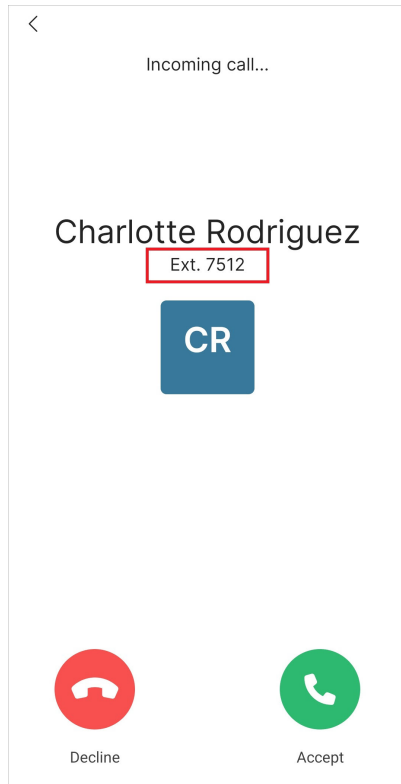 Incoming call...
Charlotte Rodriguez
Ext. 7512
CR
Decline Accept